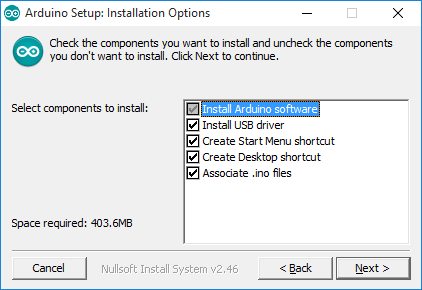 Arduino Setup: Installation Options
Check the components you want to install and uncheck the components
you don't want to install. Click Next to continue.
Select components to install:
Install Arduino software
Install USB driver
Create Start Menu shortcut
Create Desktop shortcut
Associate .ino files
Space required: 403.6MB
Cancel
Nullsoft Install System v2.46
< Back
Next >